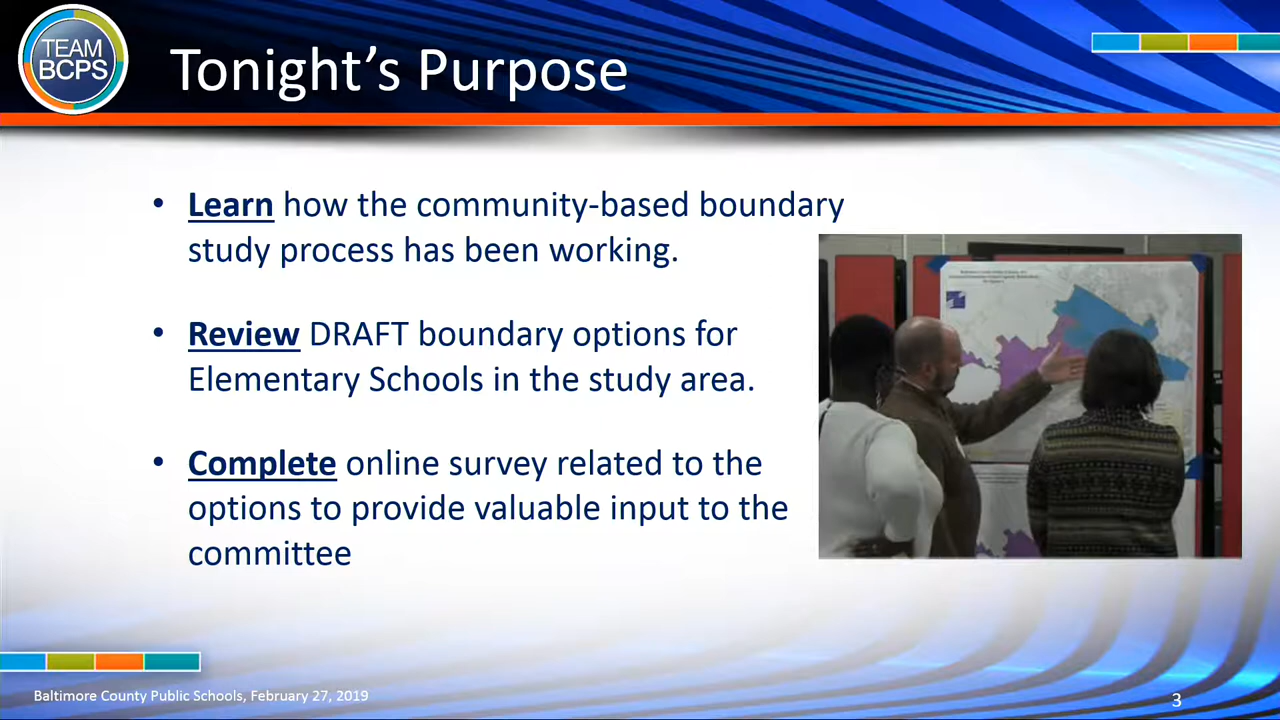 TEAM
BCPS
Tonight's Purpose
• Learn how the community-based boundary
study process has been working.
• Review DRAFT boundary options for
Elementary Schools in the study area.
• Complete online survey related to the
options to provide valuable input to the
committee
Baltimore County Public Schools, February 27, 2019
3